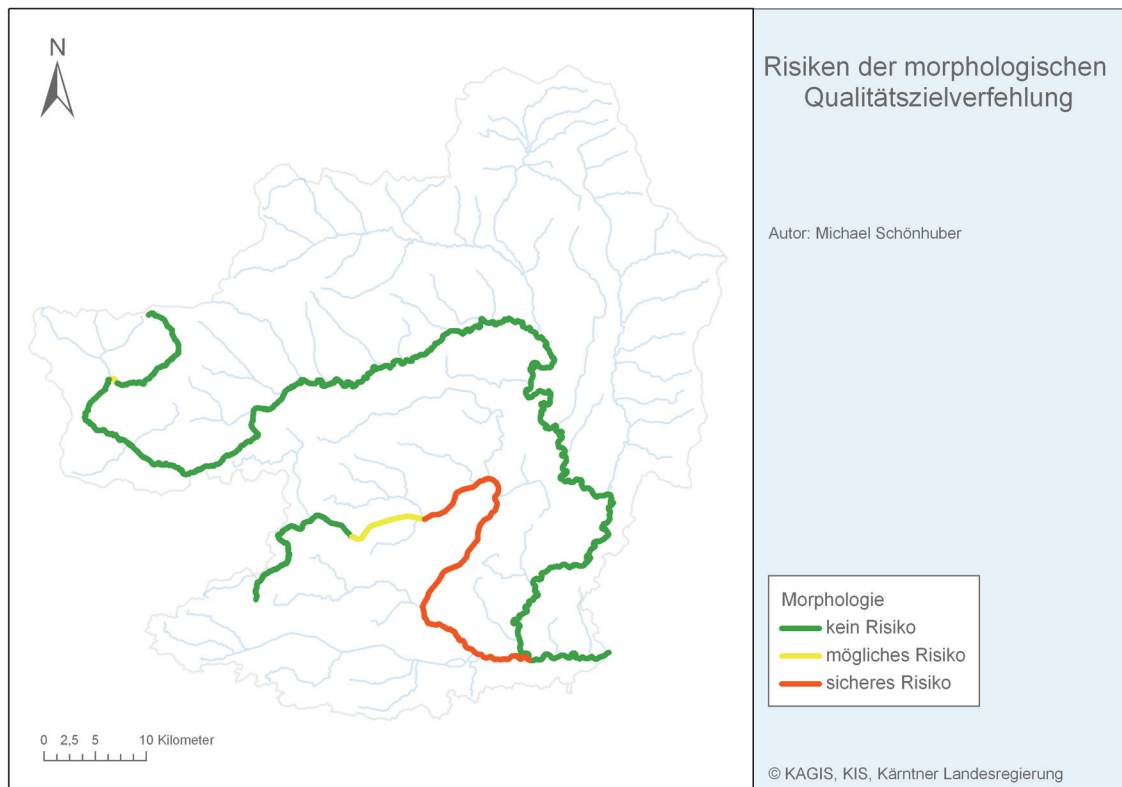 N
Risiken der morphologischen
Qualitätszielverfehlung
Autor: Michael Schönhuber
Morphologie
kein Risiko
mögliches Risiko
sicheres Risiko
0 2,5 5 10 Kilometer
© KAGIS, KIS, Kärntner Landesregierung